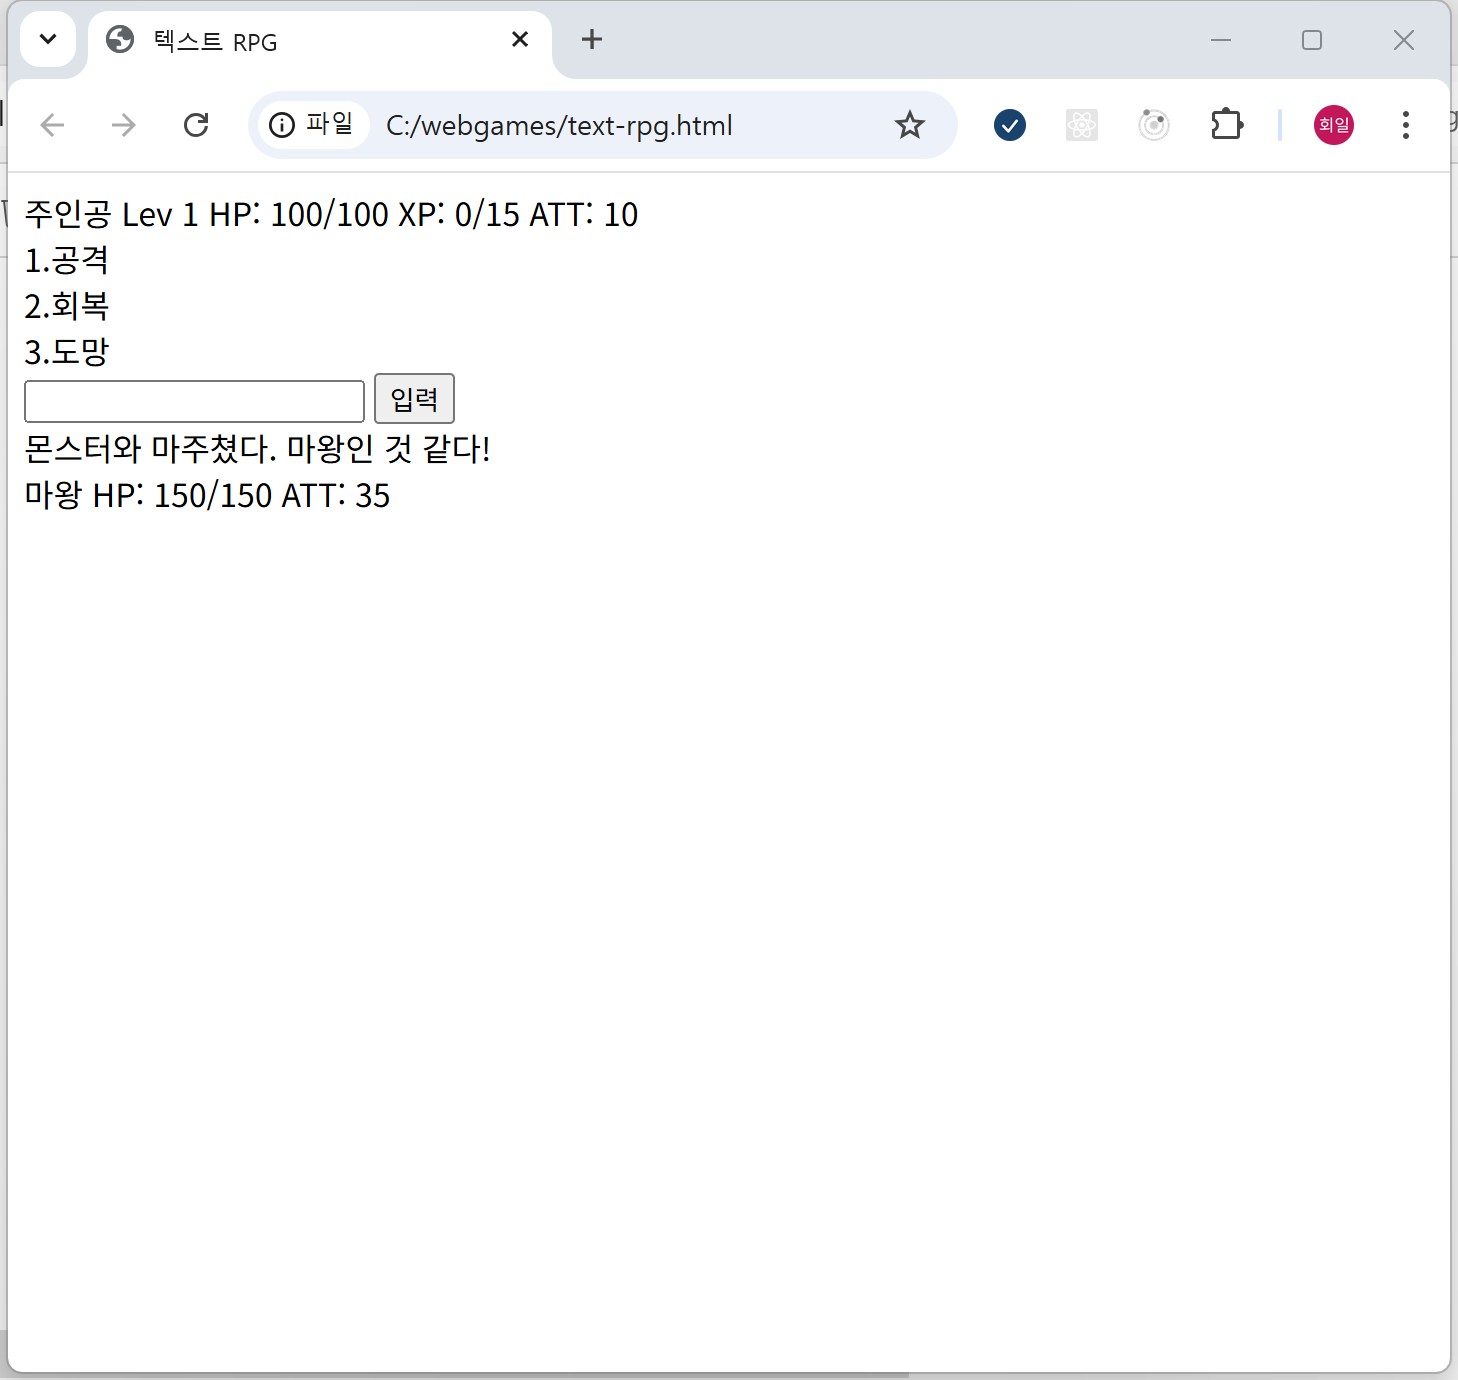 텍스트 RPG
파일 C:/webgames/text-rpg.html
회일
주인공 Lev 1 HP: 100/100 XP: 0/15 ATT: 10
1.공격
2.회복
3.도망
입력
몬스터와 마주쳤다. 마왕인 것 같다!
마왕 HP: 150/150 ATT: 35